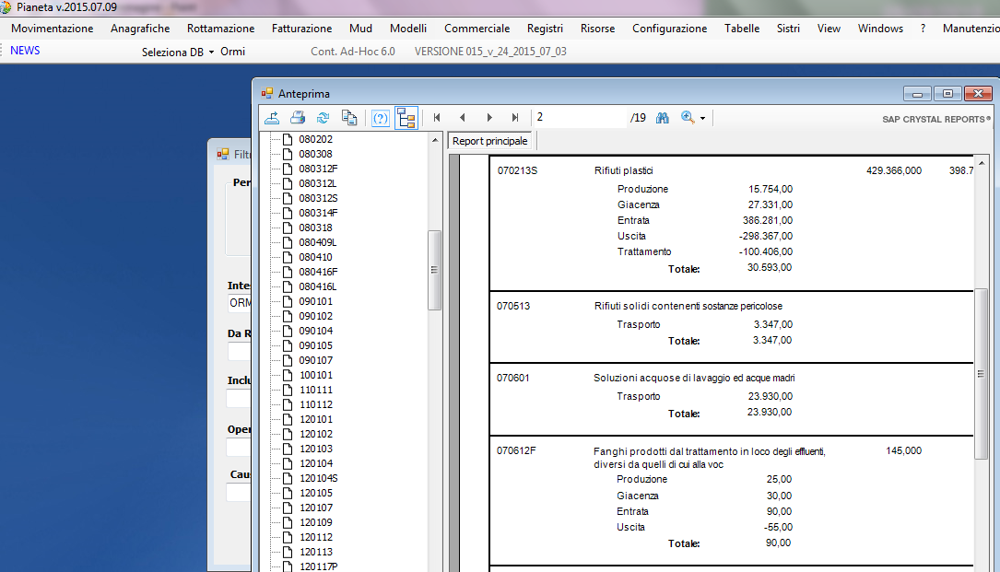 Pianeta v.2015.07.09
Movimentazione Anagrafiche Rottamazione Fatturazione Mud Modelli Commerciale Registri Risorse Configurazione Tabelle Sistri View Windows ? Manutenzio
NEWS Seleziona DB Ormi Cont. Ad-Hoc 6.0 VERSIONE 015_v_24_2015_07_03
Anteprima
2 /19 SAP CRYSTAL REPORTS®
Filt
Per
Inte
ORM
Da R
Inclu
Oper
Cau
080202
080308
080312F
080312L
080312S
080314F
080318
080409L
080410
080416F
080416L
090101
090102
090104
090105
090107
100101
110111
110112
120101
120102
120103
120104
120104S
120105
120107
120109
120112
120113
120117P
Report principale
070213S Rifiuti plastici 429.366,000 398.7
Produzione 15.754,00
Giacenza 27.331,00
Entrata 386.281,00
Uscita -298.367,00
Trattamento -100.406,00
Totale: 30.593,00
070513 Rifiuti solidi contenenti sostanze pericolose
Trasporto 3.347,00
Totale: 3.347,00
070601 Soluzioni acquose di lavaggio ed acque madri
Trasporto 23.930,00
Totale: 23.930,00
070612F Fanghi prodotti dal trattamento in loco degli effluenti, 145,000
diversi da quelli di cui alla voc
Produzione 25,00
Giacenza 30,00
Entrata 90,00
Uscita -55,00
Totale: 90,00